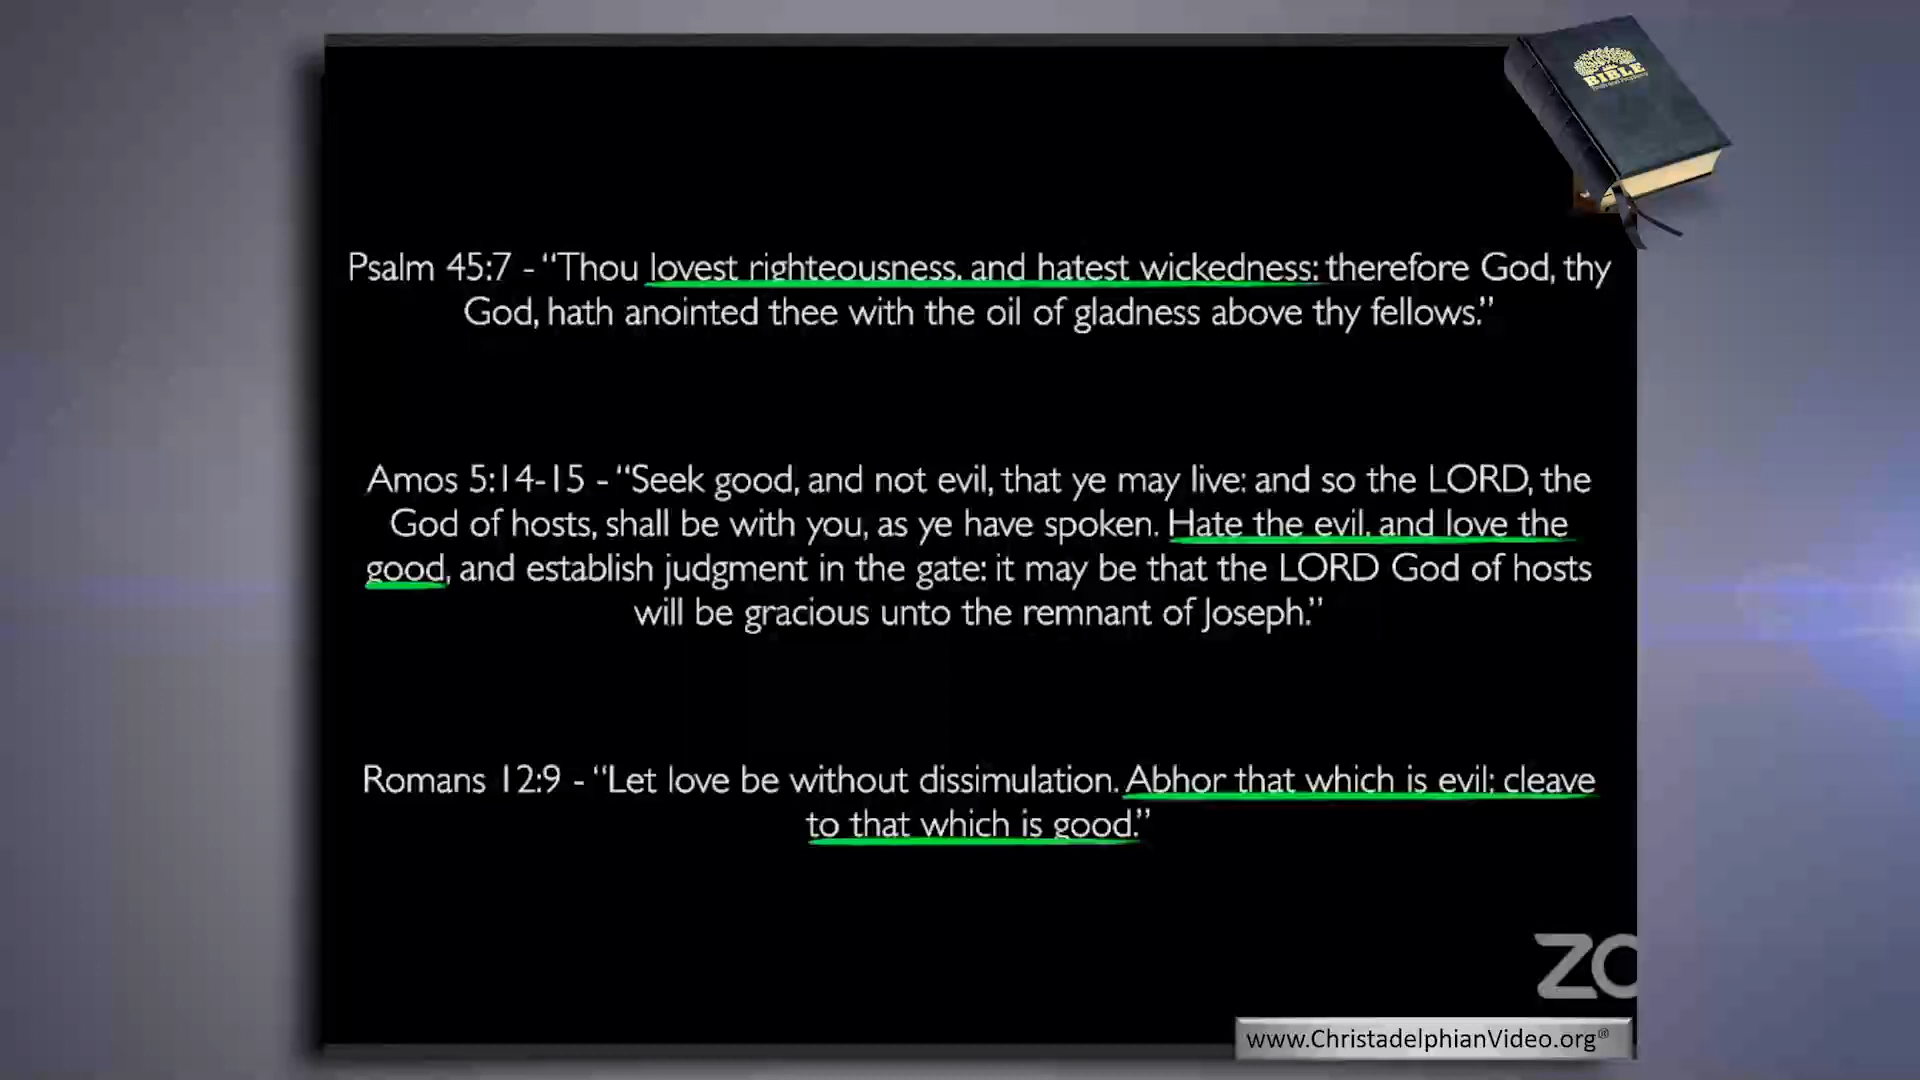 BIBLE
Psalm 45:7 - “Thou lovest righteousness, and hatest wickedness: therefore God, thy
God, hath anointed thee with the oil of gladness above thy fellows.”
Amos 5:14-15 - “Seek good, and not evil, that ye may live: and so the LORD, the
God of hosts, shall be with you, as ye have spoken. Hate the evil, and love the
good, and establish judgment in the gate: it may be that the LORD God of hosts
will be gracious unto the remnant of Joseph.”
Romans 12:9 - “Let love be without dissimulation. Abhor that which is evil; cleave
to that which is good.”
ZO
www.ChristadelphianVideo.org®